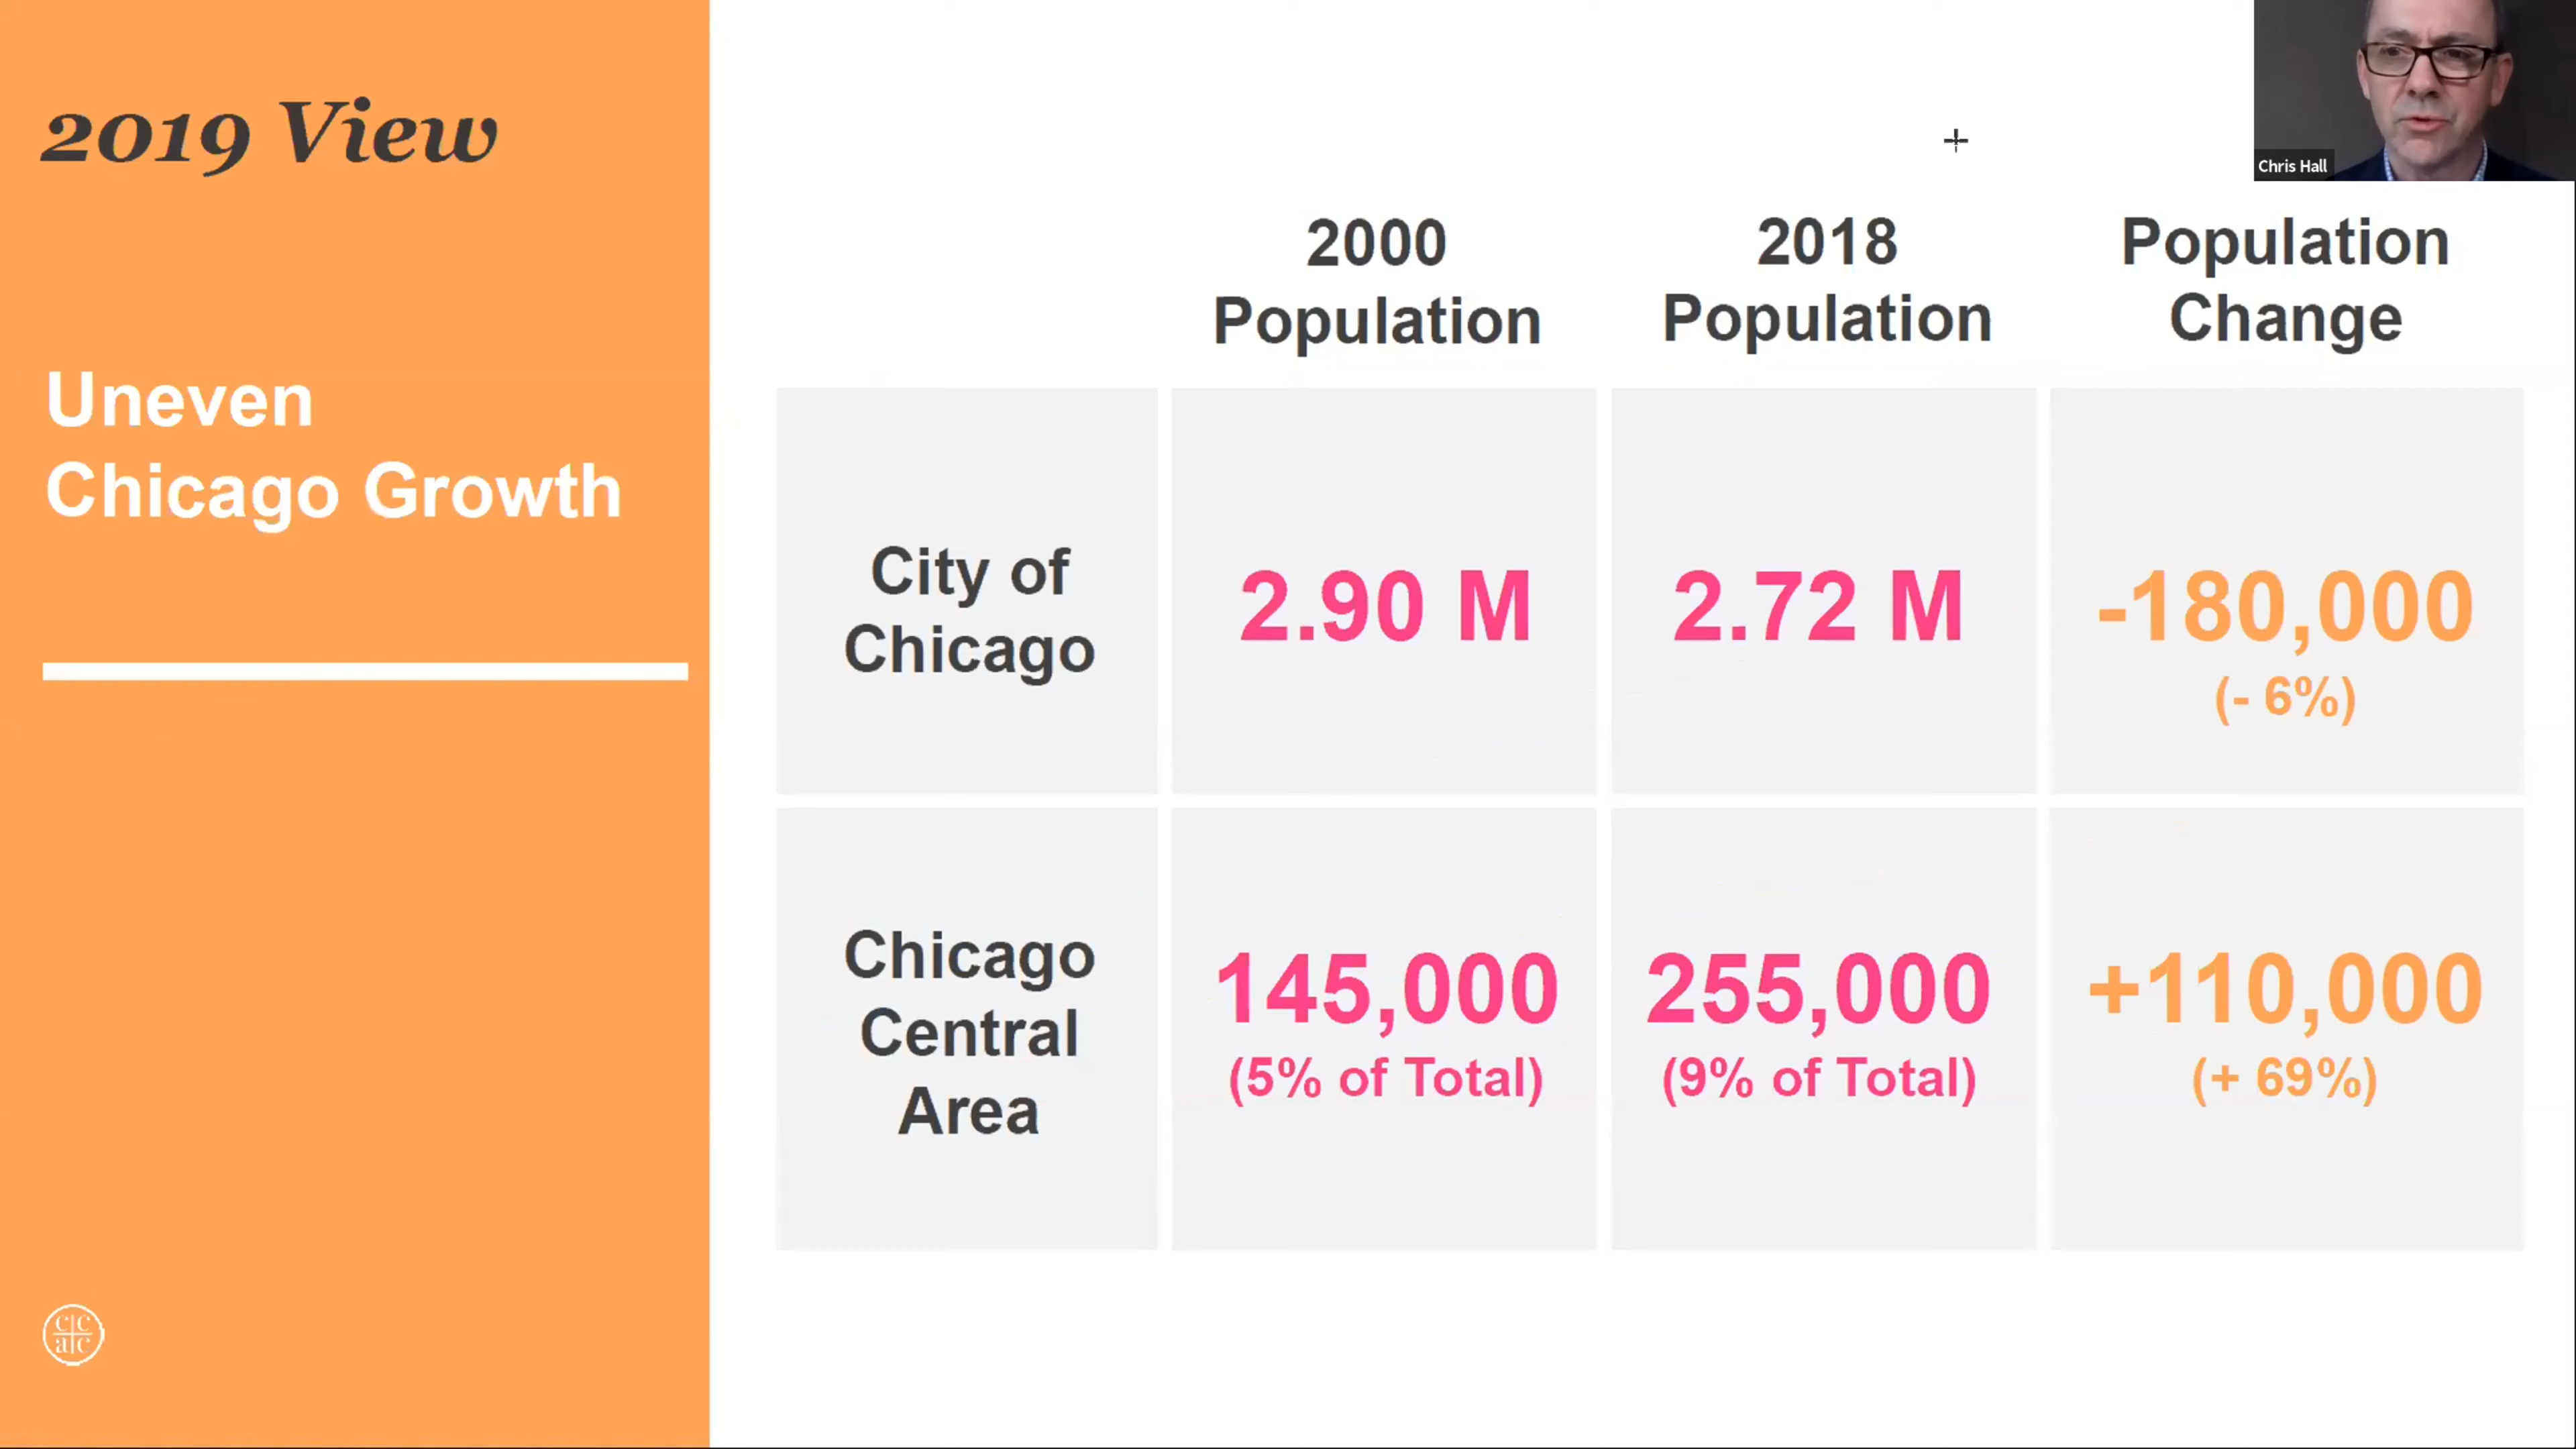 2019 View
Uneven
Chicago Growth
Chris Hall
2000
Population
2018
Population
Population
Change
City of
Chicago
2.90 M
2.72 M
-180,000
(- 6%)
Chicago
Central
Area
145,000
(5% of Total)
255,000
(9% of Total)
+110,000
(+ 69%)
c|c
a|c